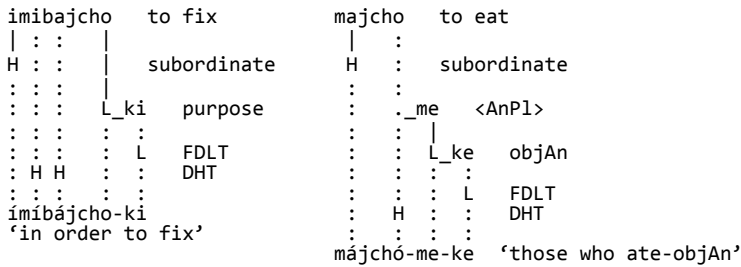 imibajcho to fix
| : : |
H : : | subordinate
: : : |
: : : L_ki purpose
: : : : :
: : : : L FDLT
: H H : : DHT
: : : : :
ímíbájcho-ki
‘in order to fix’
majcho to eat
| :
H : subordinate
: :
: ._me <AnPl>
: : |
: : L_ke objAn
: : : :
: : : L FDLT
: H : : DHT
: : : :
májchó-me-ke ‘those who ate-objAn’